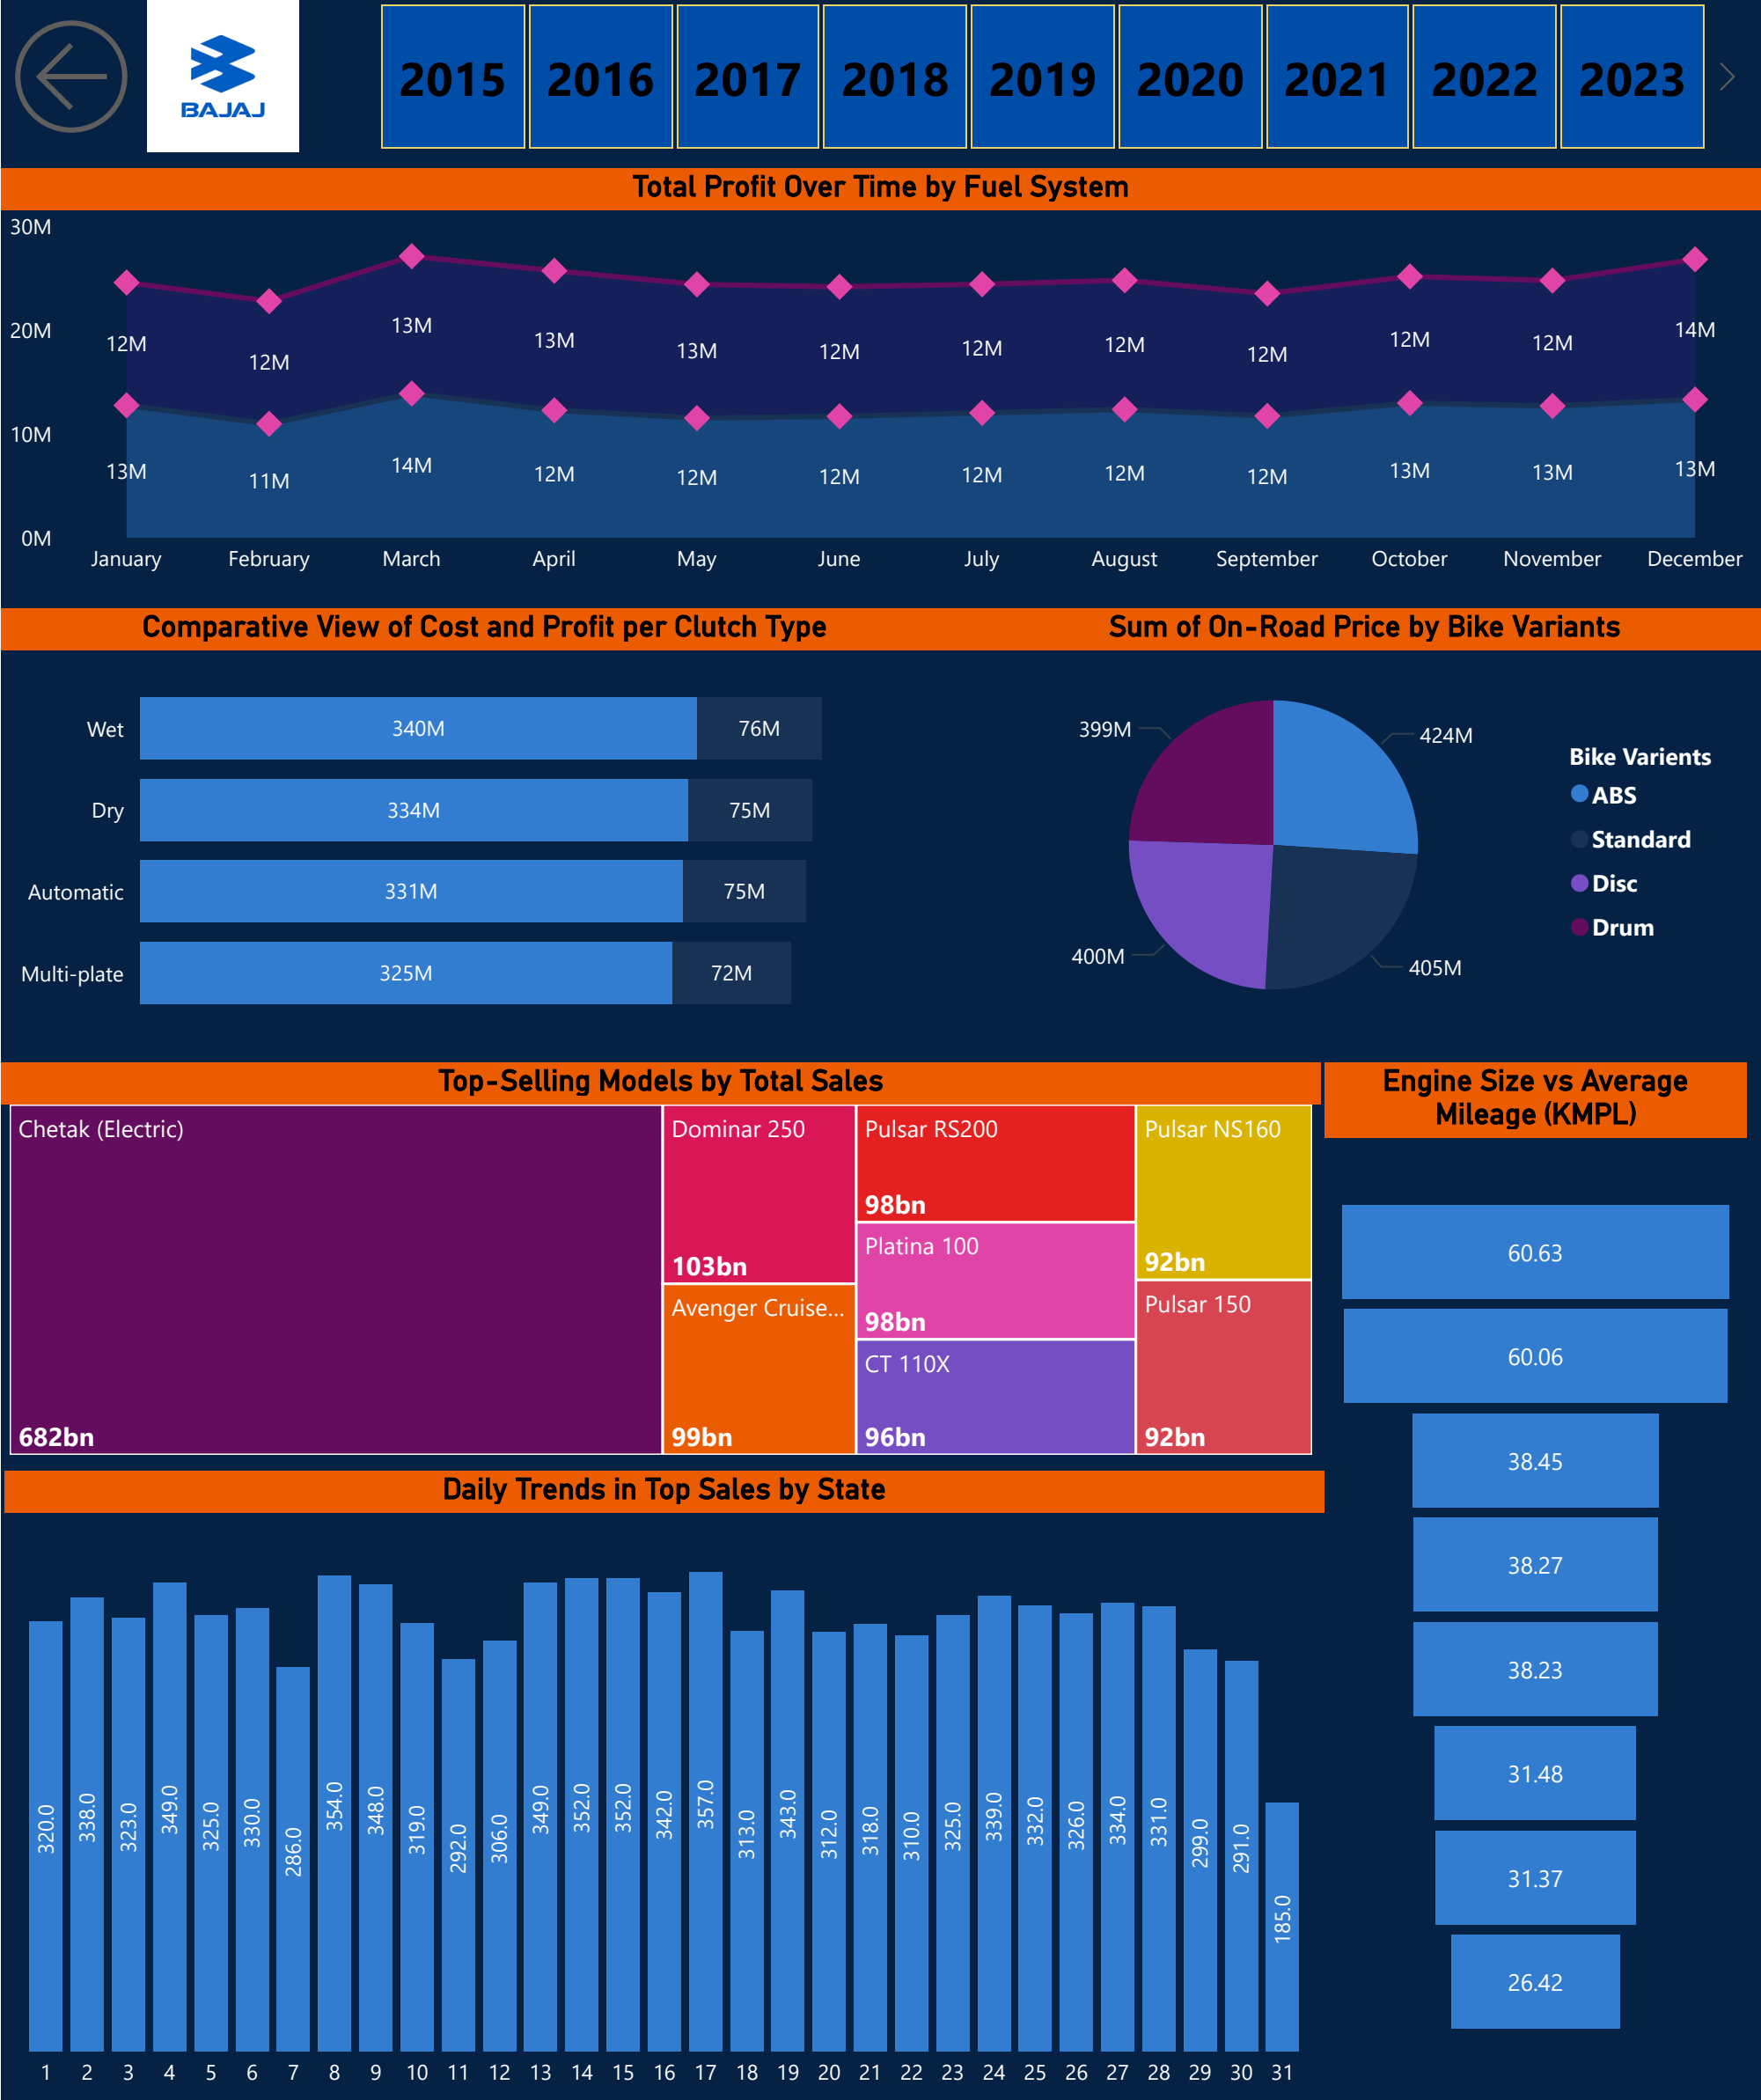 BAJAJ
2015 2016 2017 2018 2019 2020 2021 2022 2023
Total Profit Over Time by Fuel System
30M
20M
10M
0M
12M 12M 13M 13M 13M 12M 12M 12M 12M 12M 12M 14M
13M 11M 14M 12M 12M 12M 12M 12M 12M 13M 13M 13M
January February March April May June July August September October November December
Comparative View of Cost and Profit per Clutch Type
Wet 340M 76M
Dry 334M 75M
Automatic 331M 75M
Multi-plate 325M 72M
Sum of On-Road Price by Bike Variants
399M
424M
400M
405M
Bike Varients
ABS
Standard
Disc
Drum
Top-Selling Models by Total Sales
Chetak (Electric)
682bn
Dominar 250
103bn
Avenger Cruise...
99bn
Pulsar RS200
98bn
Platina 100
98bn
CT 110X
96bn
Pulsar NS160
92bn
Pulsar 150
92bn
Engine Size vs Average
Mileage (KMPL)
60.63
60.06
38.45
38.27
38.23
31.48
31.37
26.42
Daily Trends in Top Sales by State
320.0 338.0 323.0 349.0 325.0 330.0 286.0 354.0 348.0 319.0 292.0 306.0 349.0 352.0 352.0 342.0 357.0 313.0 343.0 312.0 318.0 310.0 325.0 339.0 332.0 326.0 334.0 331.0 299.0 291.0 185.0
1 2 3 4 5 6 7 8 9 10 11 12 13 14 15 16 17 18 19 20 21 22 23 24 25 26 27 28 29 30 31